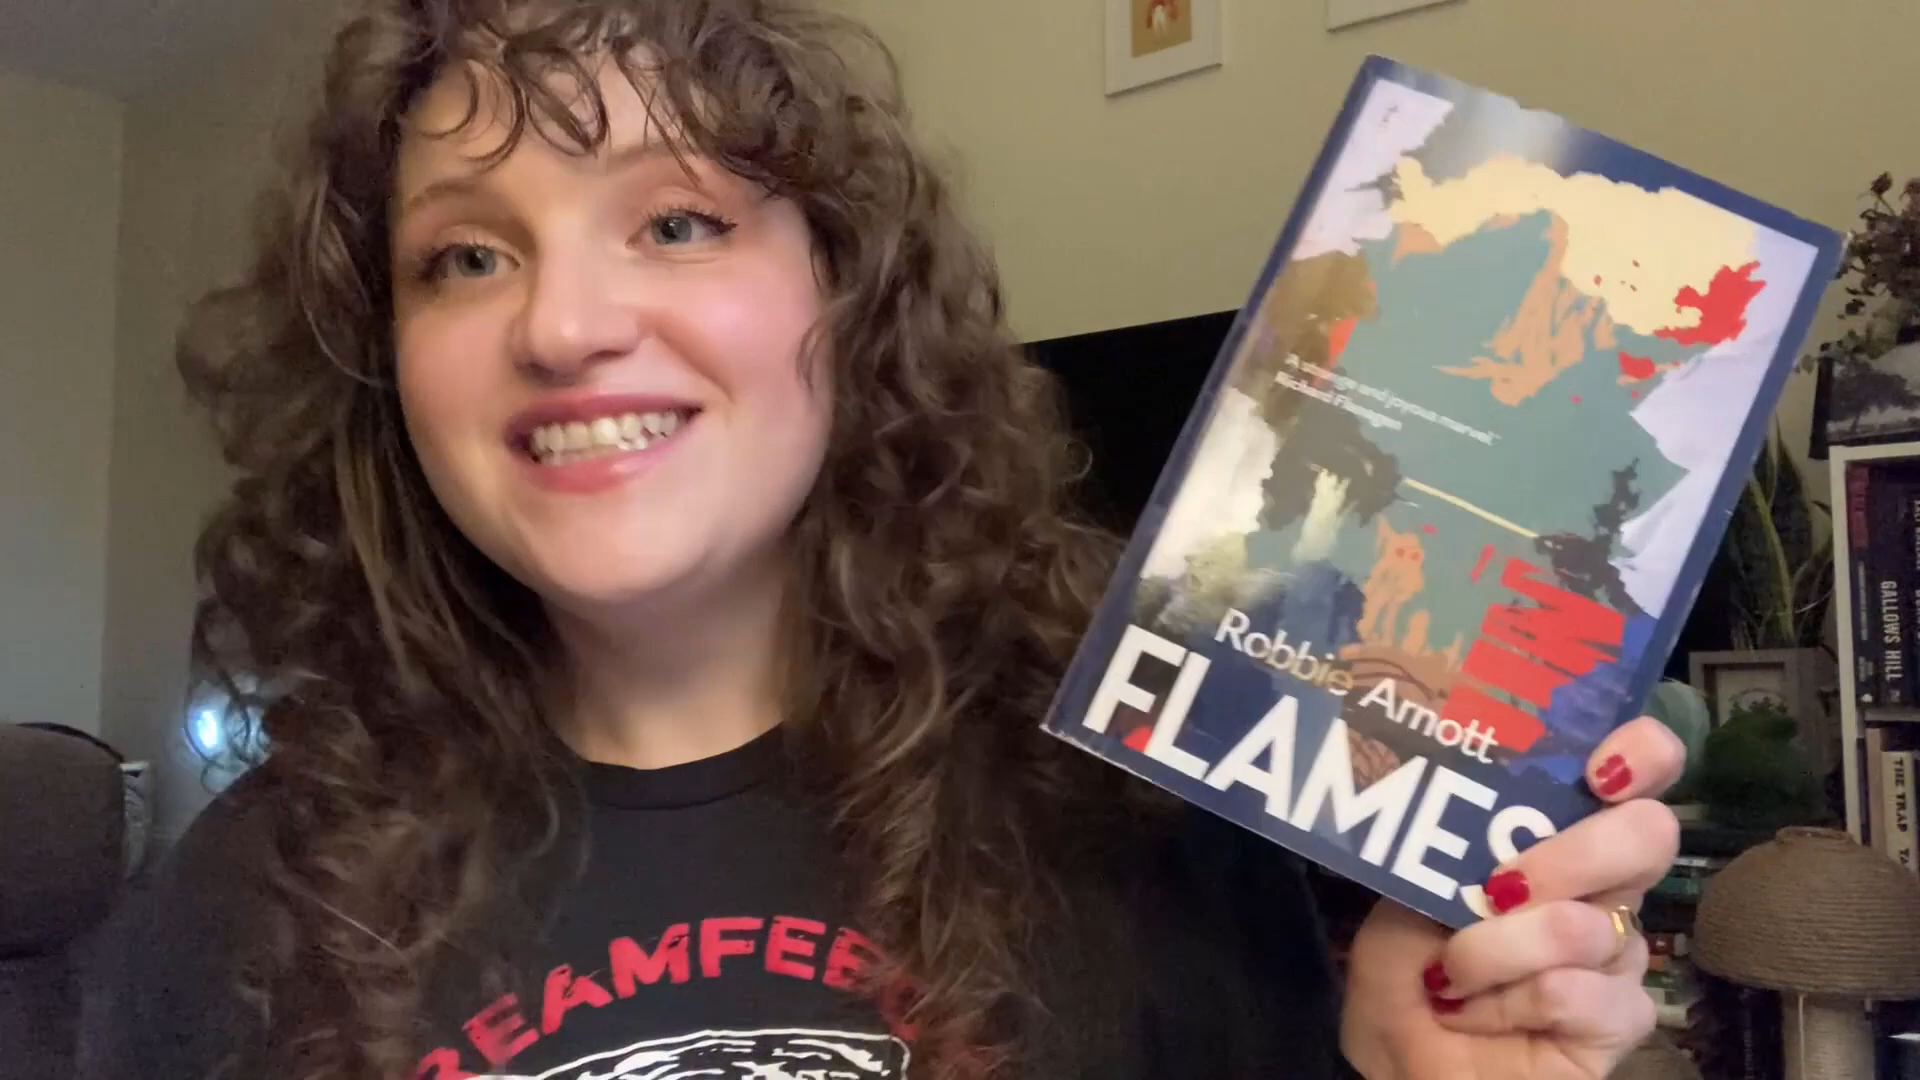 'A strange and joyous marvel.'
Richard Flanagan
Robbie Arnott
FLAMES
REAMFEE
GALLOWS HILL
THE TRAP